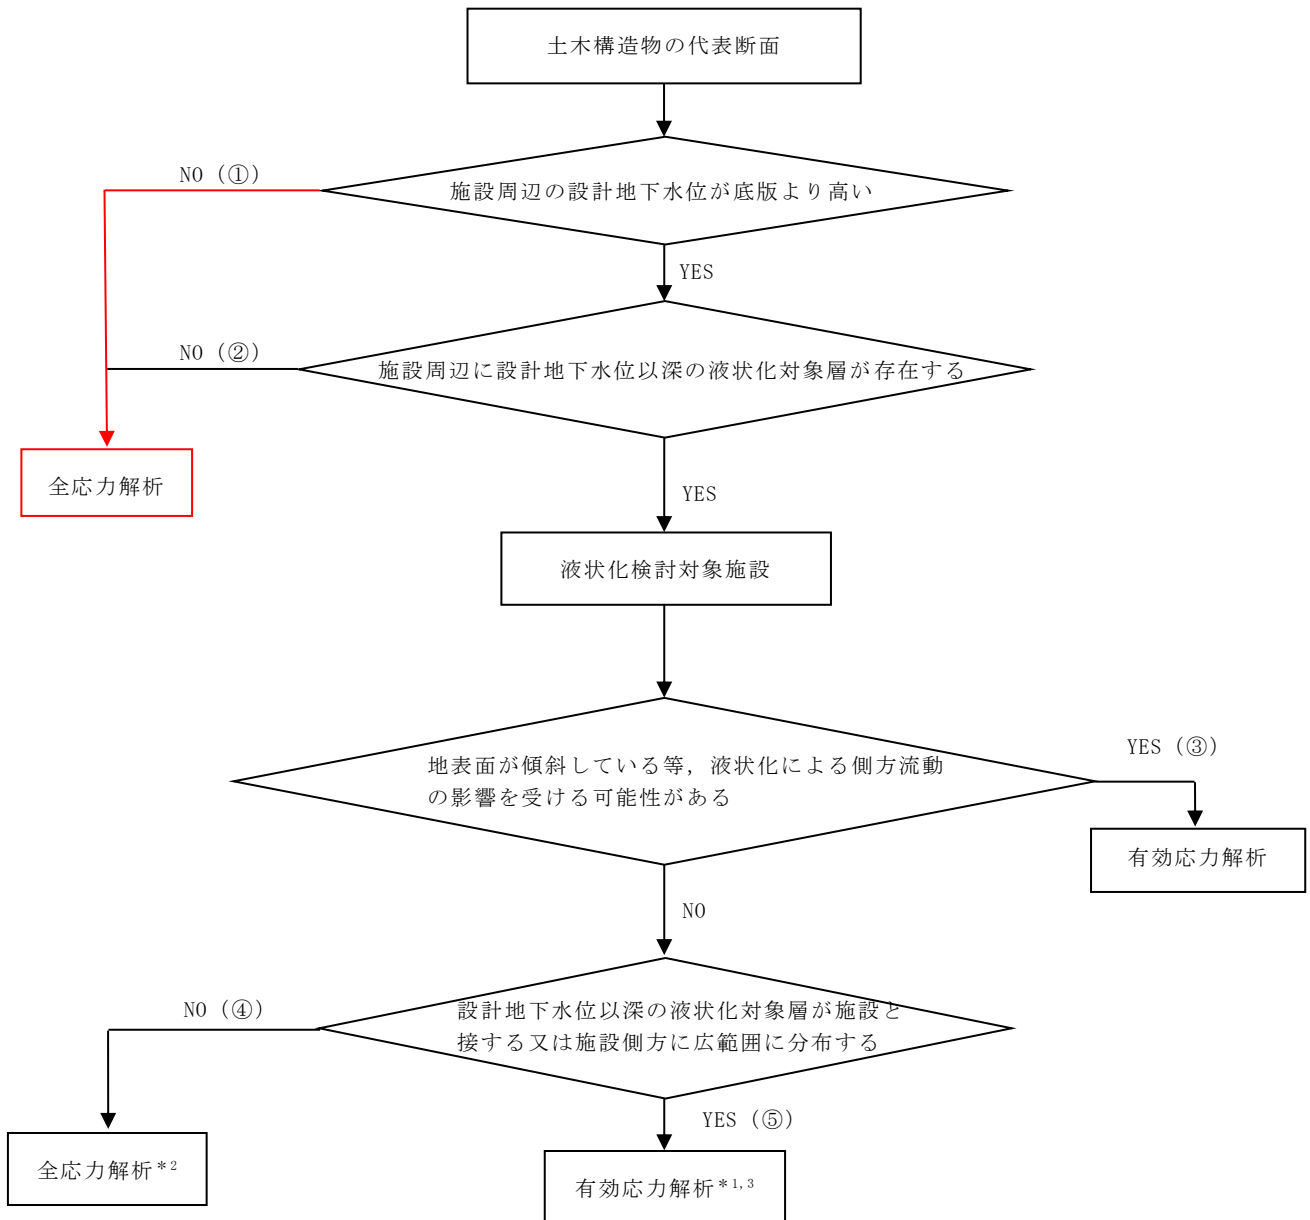 土木構造物の代表断面
NO（①）
施設周辺の設計地下水位が底版より高い
YES
NO（②）
施設周辺に設計地下水位以深の液状化対象層が存在する
全応力解析
YES
液状化検討対象施設
YES（③）
地表面が傾斜している等，液状化による側方流動
の影響を受ける可能性がある
有効応力解析
NO
NO（④）
設計地下水位以深の液状化対象層が施設と
接する又は施設側方に広範囲に分布する
YES（⑤）
全応力解析＊2
有効応力解析＊1,3